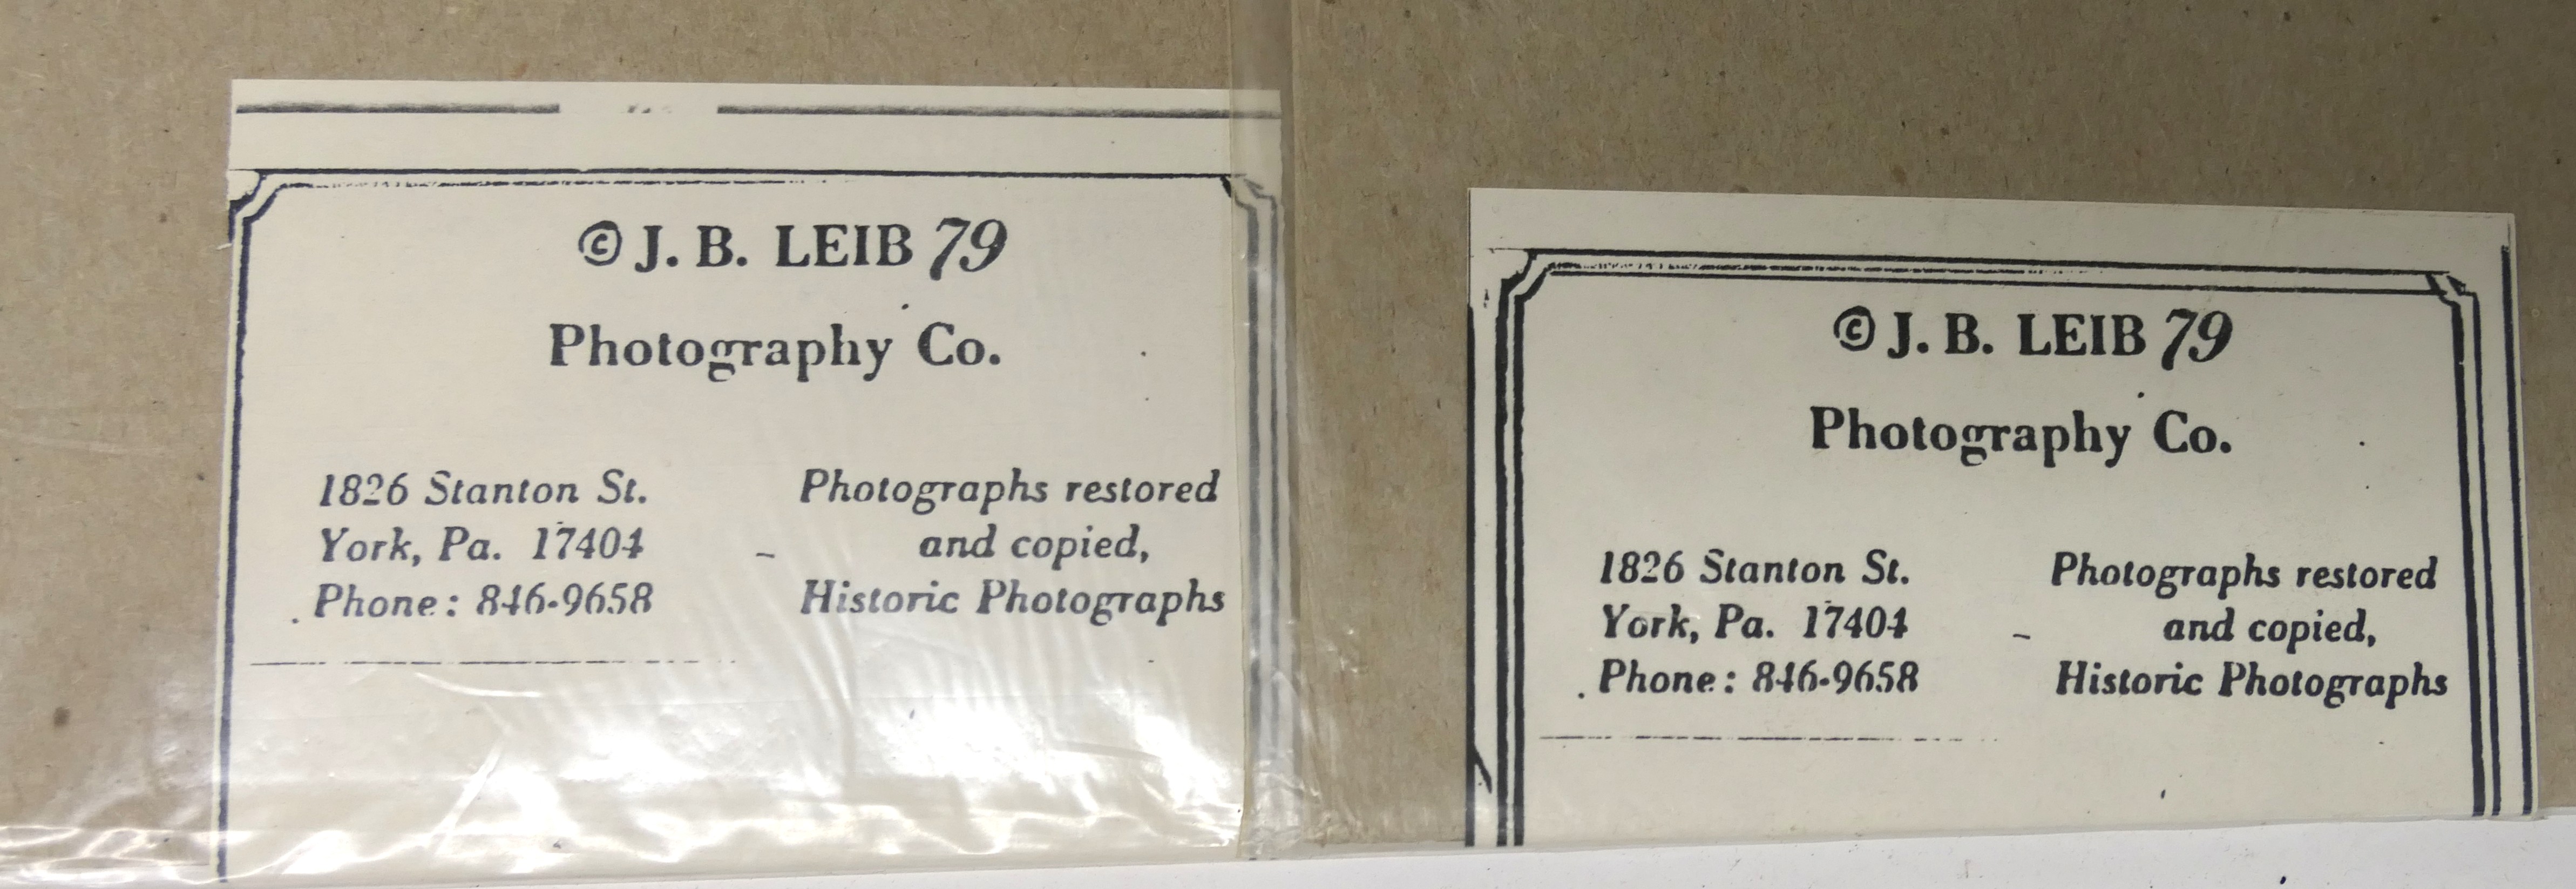 © J. B. LEIB 79
Photography Co.
1826 Stanton St.
York, Pa. 17404
Phone: 846-9658
Photographs restored
and copied,
Historic Photographs
© J. B. LEIB 79
Photography Co.
1826 Stanton St.
York, Pa. 17404
Phone: 846-9658
Photographs restored
and copied,
Historic Photographs